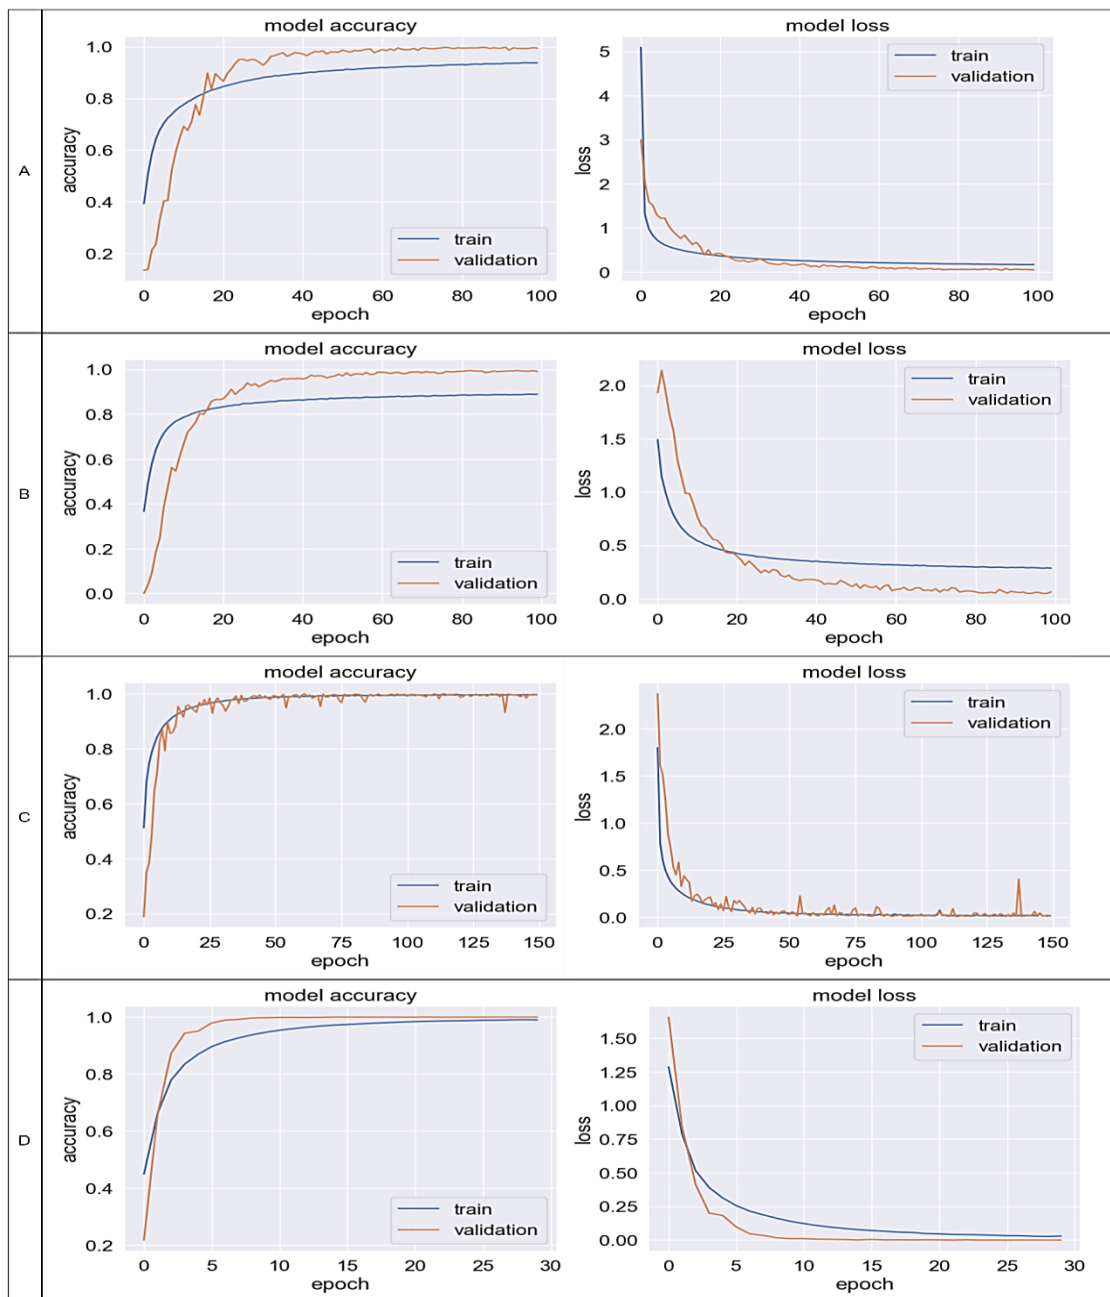 A
model accuracy
1.0
0.8
0.6
0.4
0.2
accuracy
train
validation
0 20 40 60 80 100
epoch
model loss
5
4
3
2
1
0
loss
train
validation
0 20 40 60 80 100
epoch
B
model accuracy
1.0
0.8
0.6
0.4
0.2
0.0
accuracy
train
validation
0 20 40 60 80 100
epoch
model loss
2.0
1.5
1.0
0.5
0.0
loss
train
validation
0 20 40 60 80 100
epoch
C
model accuracy
1.0
0.8
0.6
0.4
0.2
accuracy
train
validation
0 25 50 75 100 125 150
epoch
model loss
2.0
1.5
1.0
0.5
0.0
loss
train
validation
0 25 50 75 100 125 150
epoch
D
model accuracy
1.0
0.8
0.6
0.4
0.2
accuracy
train
validation
0 5 10 15 20 25 30
epoch
model loss
1.50
1.25
1.00
0.75
0.50
0.25
0.00
loss
train
validation
0 5 10 15 20 25 30
epoch